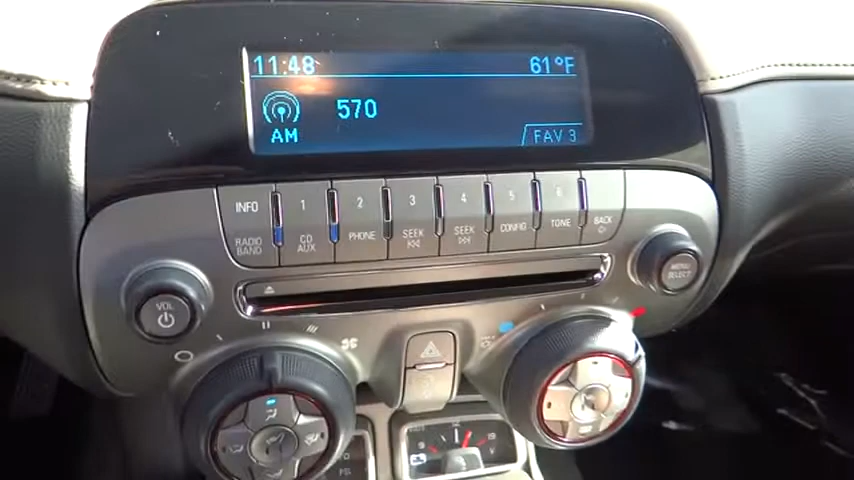 11:48 61°F
570
AM FAV 3
INFO 1 2 3 4 5 6 BACK
RADIO BAND CD AUX PHONE SEEK SEEK CONFIG TONE
VOL
MENU SELECT